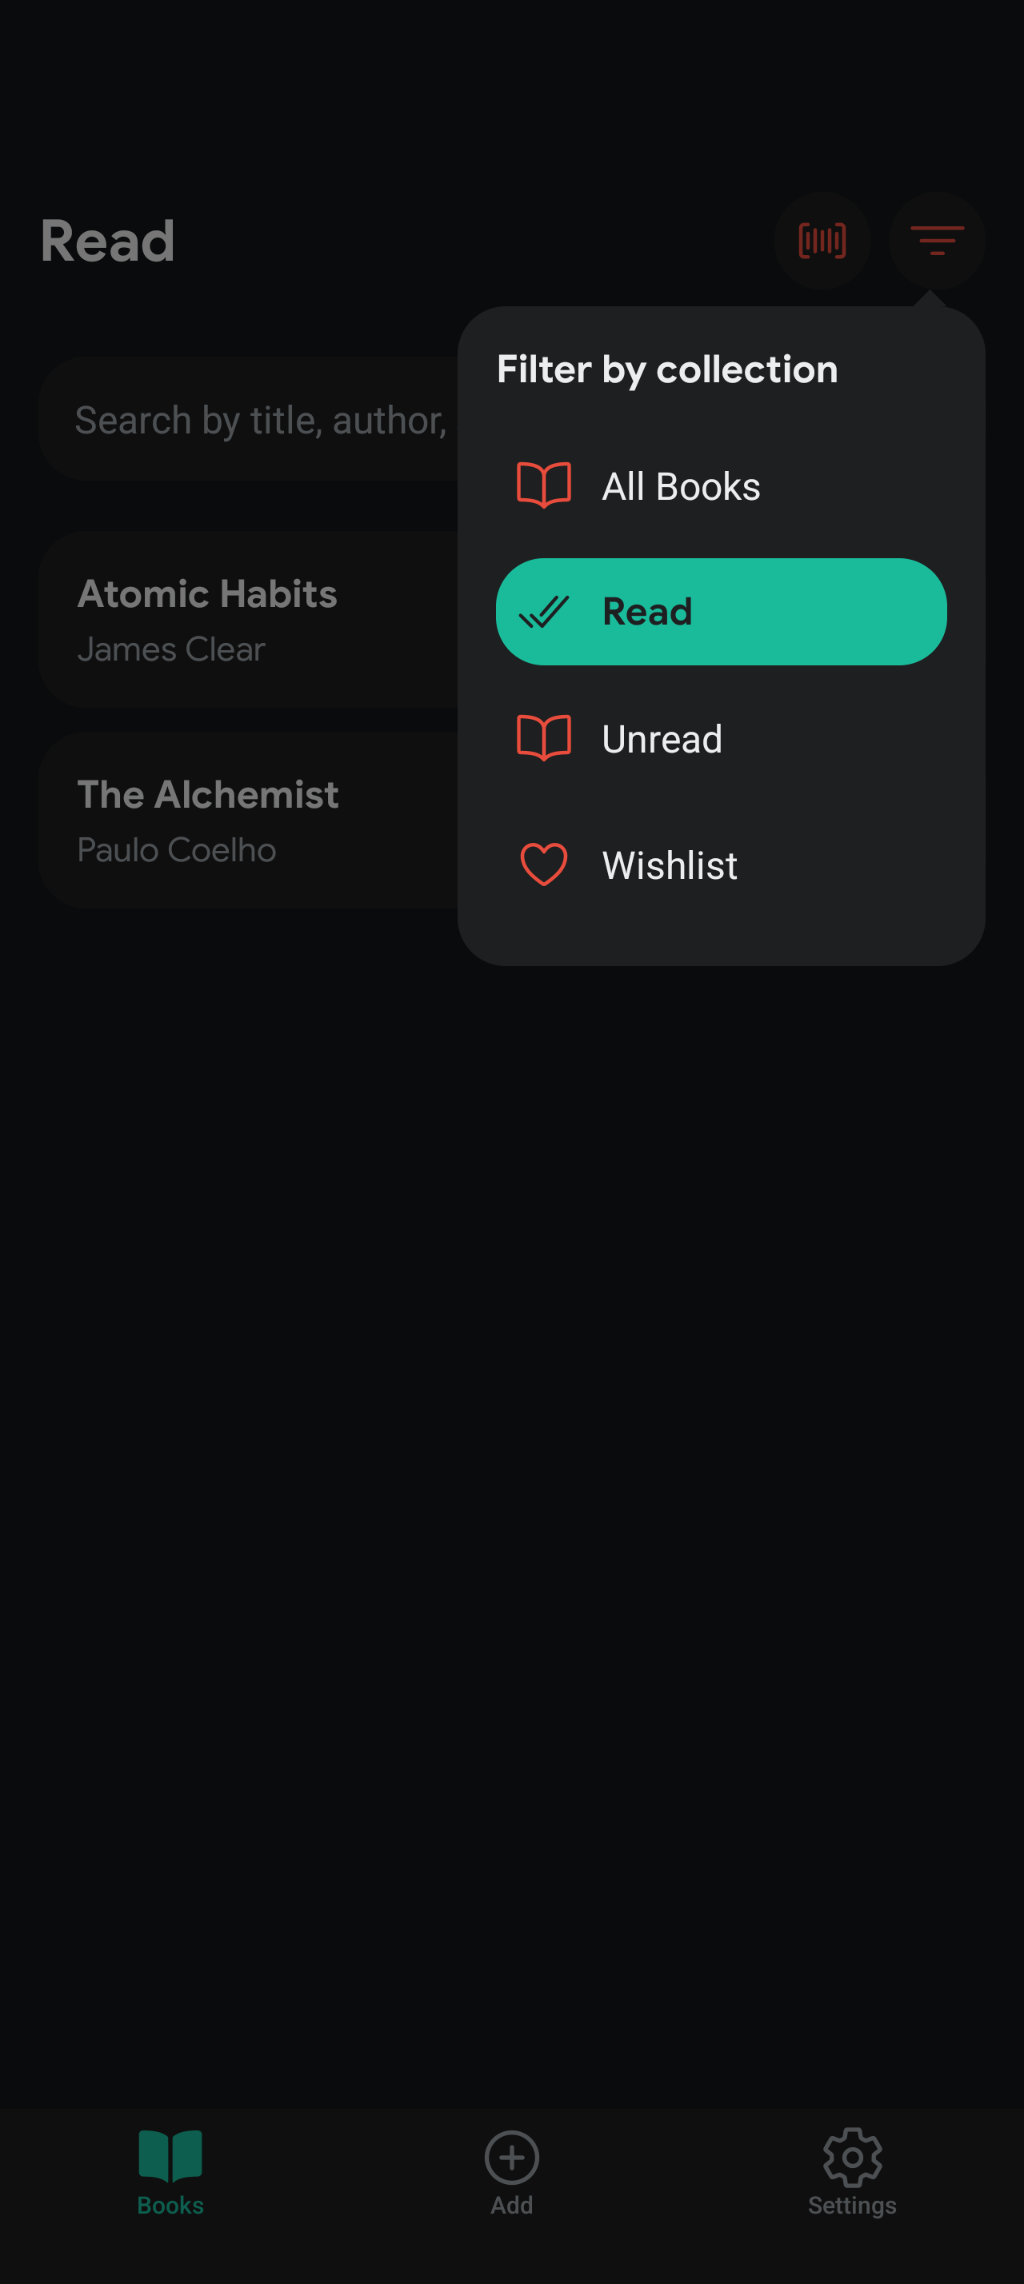 Read
Filter by collection
Search by title, author,
All Books
Atomic Habits
Read
James Clear
Unread
The Alchemist
Paulo Coelho
Wishlist
Books
Add
Settings